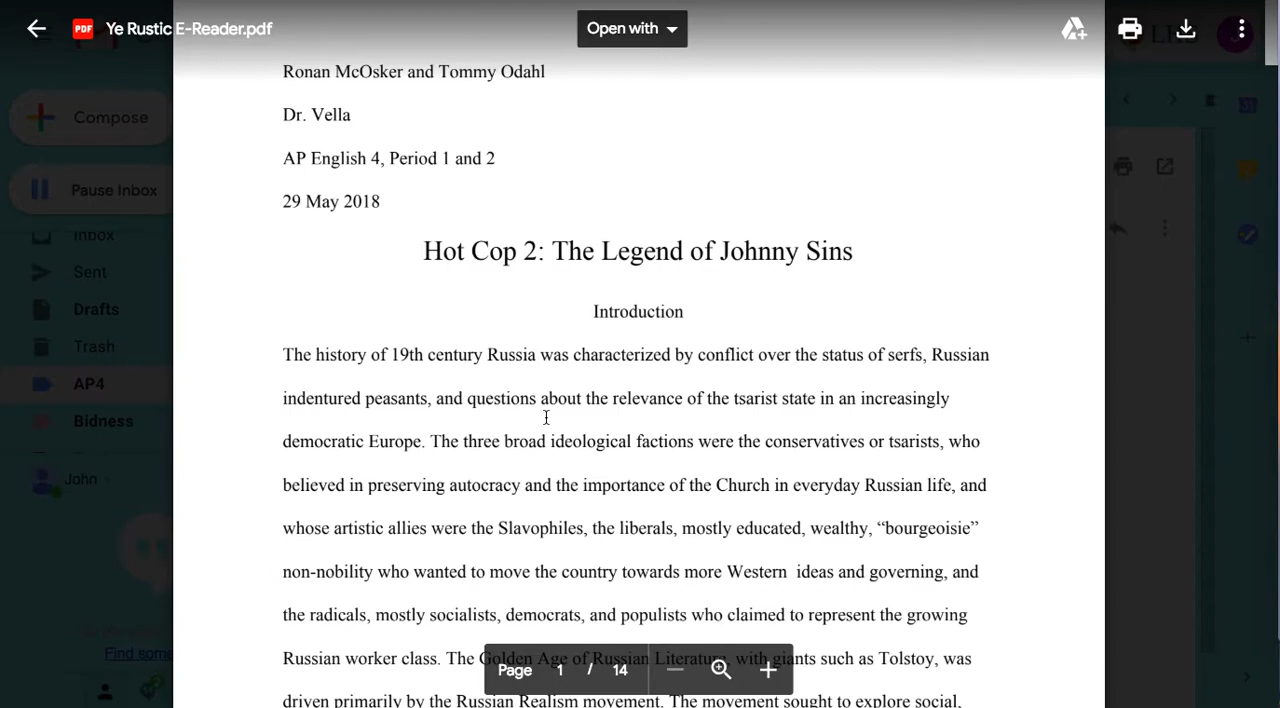 PDF Ye Rustic E-Reader.pdf
Open with
Compose
Pause Inbox
Inbox
Sent
Drafts
Trash
AP4
Bidness
John
Find some
Ronan McOsker and Tommy Odahl
Dr. Vella
AP English 4, Period 1 and 2
29 May 2018
Hot Cop 2: The Legend of Johnny Sins
Introduction
The history of 19th century Russia was characterized by conflict over the status of serfs, Russian
indentured peasants, and questions about the relevance of the tsarist state in an increasingly
democratic Europe. The three broad ideological factions were the conservatives or tsarists, who
believed in preserving autocracy and the importance of the Church in everyday Russian life, and
whose artistic allies were the Slavophiles, the liberals, mostly educated, wealthy, “bourgeoisie”
non-nobility who wanted to move the country towards more Western  ideas and governing, and
the radicals, mostly socialists, democrats, and populists who claimed to represent the growing
Russian worker class. The Golden Age of Russian Literature, with giants such as Tolstoy, was
driven primarily by the Russian Realism movement. The movement sought to explore social,
Page 1 / 14